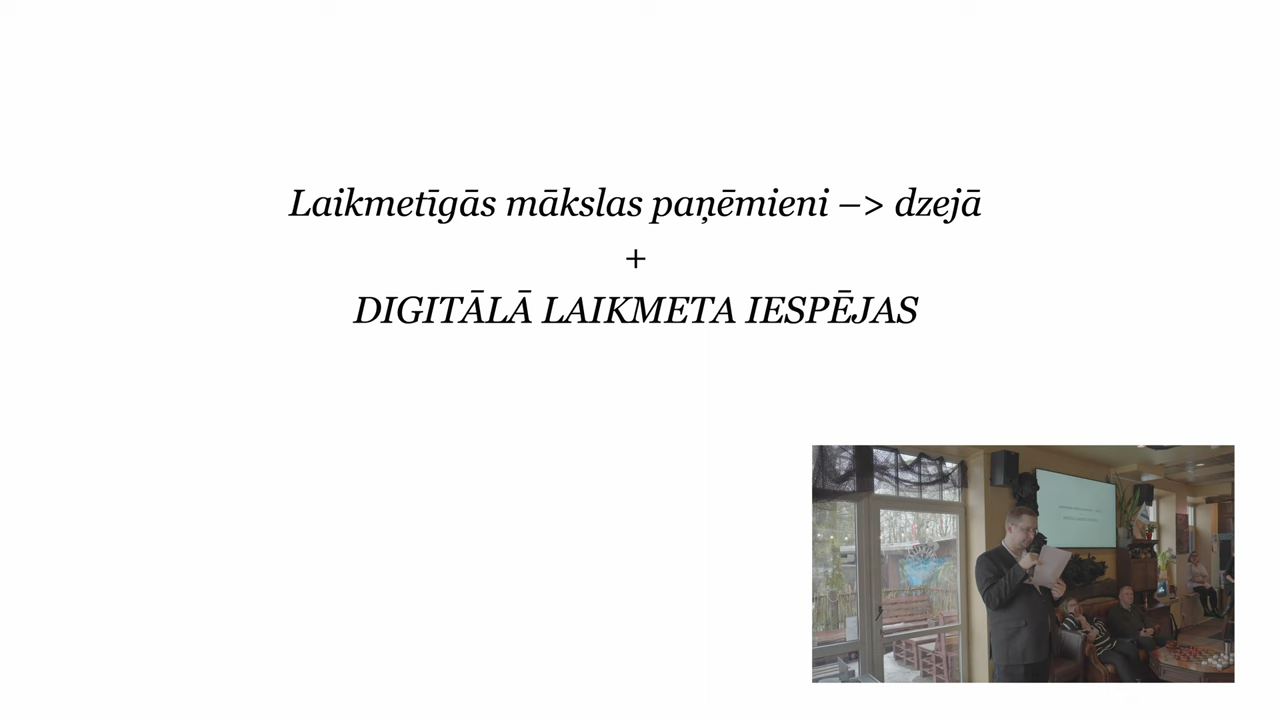 Laikmetīgās mākslas paņēmieni –> dzejā
+
DIGITĀLĀ LAIKMETA IESPĒJAS